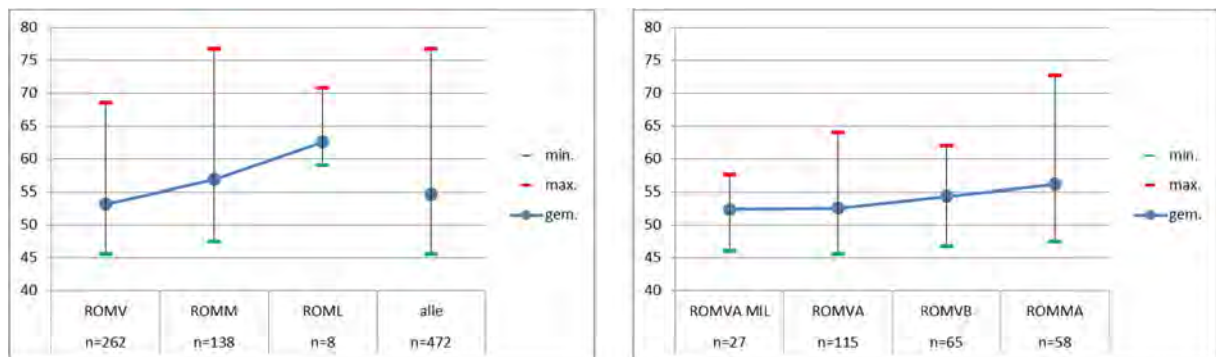 80
75
70
65
60
55
50
45
40
ROMV ROMM ROML alle
n=262 n=138 n=8 n=472
min.
max.
gem.
80
75
70
65
60
55
50
45
40
ROMVA MIL ROMVA ROMVB ROMMA
n=27 n=115 n=65 n=58
min.
max.
gem.